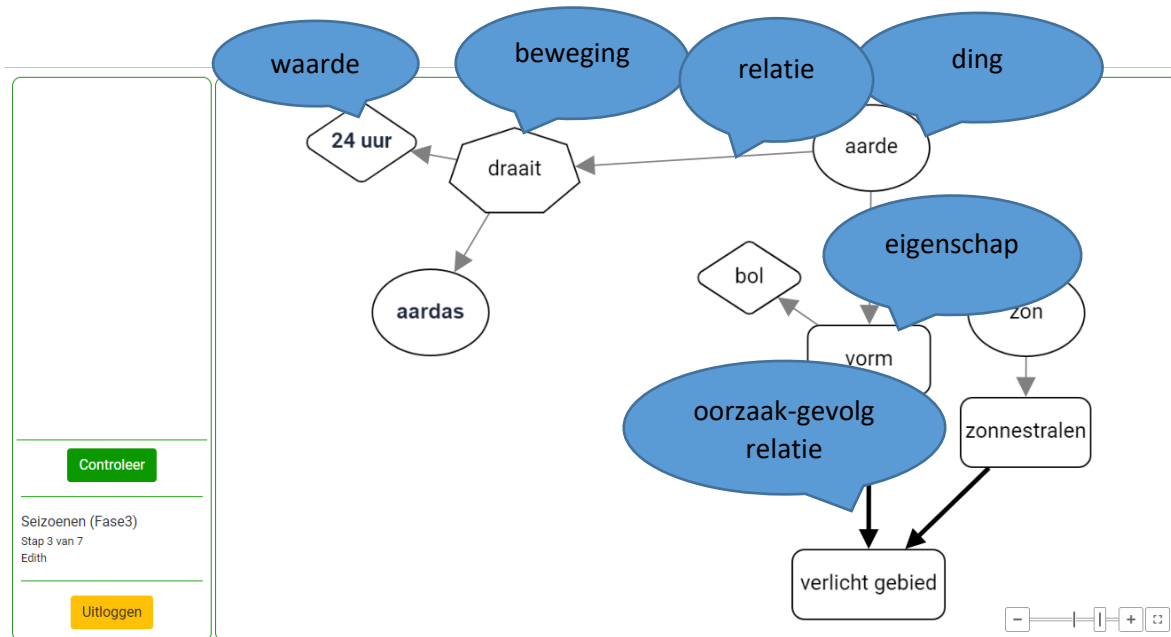 waarde
beweging
relatie
ding
24 uur
draait
aarde
eigenschap
bol
aardas
zon
vorm
oorzaak-gevolg
relatie
zonnestralen
Controleer
Seizoenen (Fase3)
Stap 3 van 7
Edith
verlicht gebied
Uitloggen